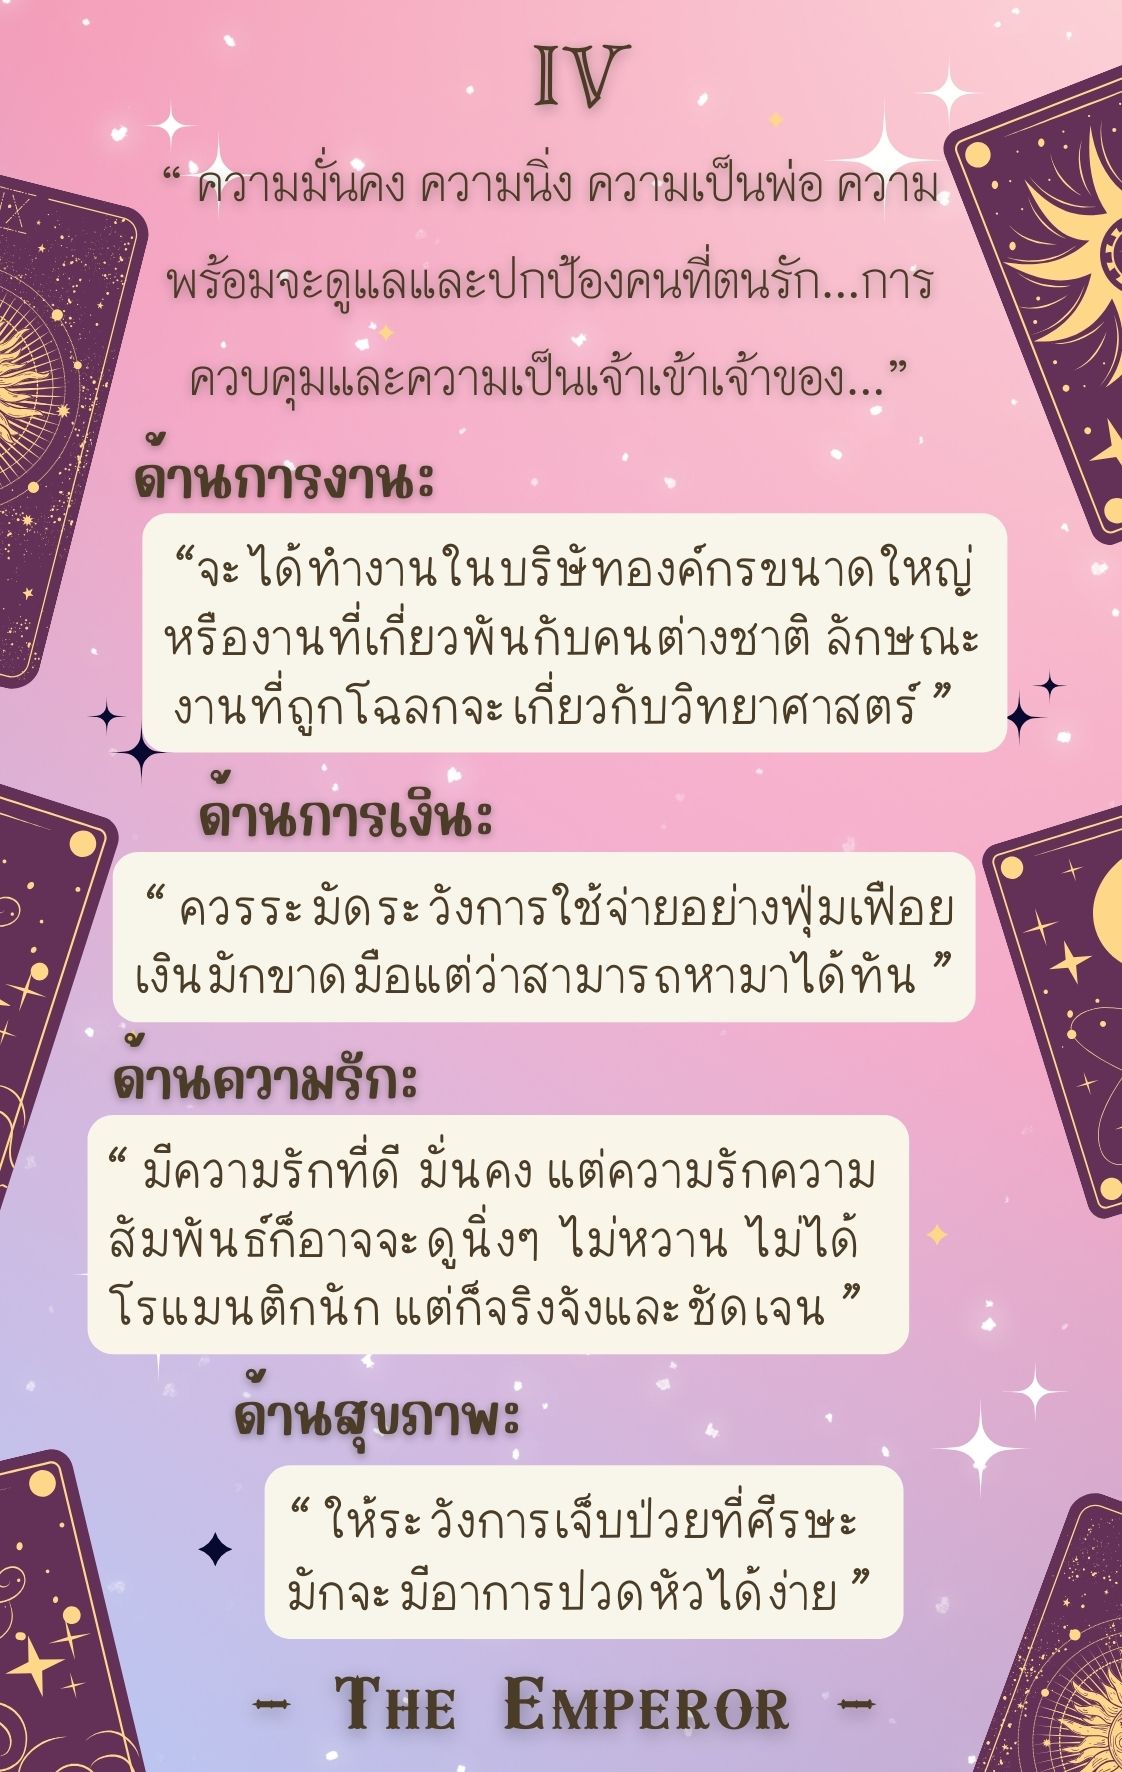 IV
“ ความมั่นคง ความนิ่ง ความเป็นพ่อ ความ
พร้อมจะดูแลและปกป้องคนที่ตนรัก...การ
ควบคุมและความเป็นเจ้าเข้าเจ้าของ...”
ด้านการงาน:
“จะได้ทำงานในบริษัทองค์กรขนาดใหญ่
หรืองานที่เกี่ยวพันกับคนต่างชาติ ลักษณะ
งานที่ถูกโฉลกจะเกี่ยวกับวิทยาศาสตร์ ”
ด้านการเงิน:
“ ควรระมัดระวังการใช้จ่ายอย่างฟุ่มเฟือย
เงินมักขาดมือแต่ว่าสามารถหามาได้ทัน ”
ด้านความรัก:
“ มีความรักที่ดี มั่นคง แต่ความรักความ
สัมพันธ์ก็อาจจะดูนิ่งๆ ไม่หวาน ไม่ได้
โรแมนติกนัก แต่ก็จริงจังและชัดเจน ”
ด้านสุขภาพ:
“ ให้ระวังการเจ็บป่วยที่ศีรษะ
มักจะมีอาการปวดหัวได้ง่าย ”
- The Emperor -